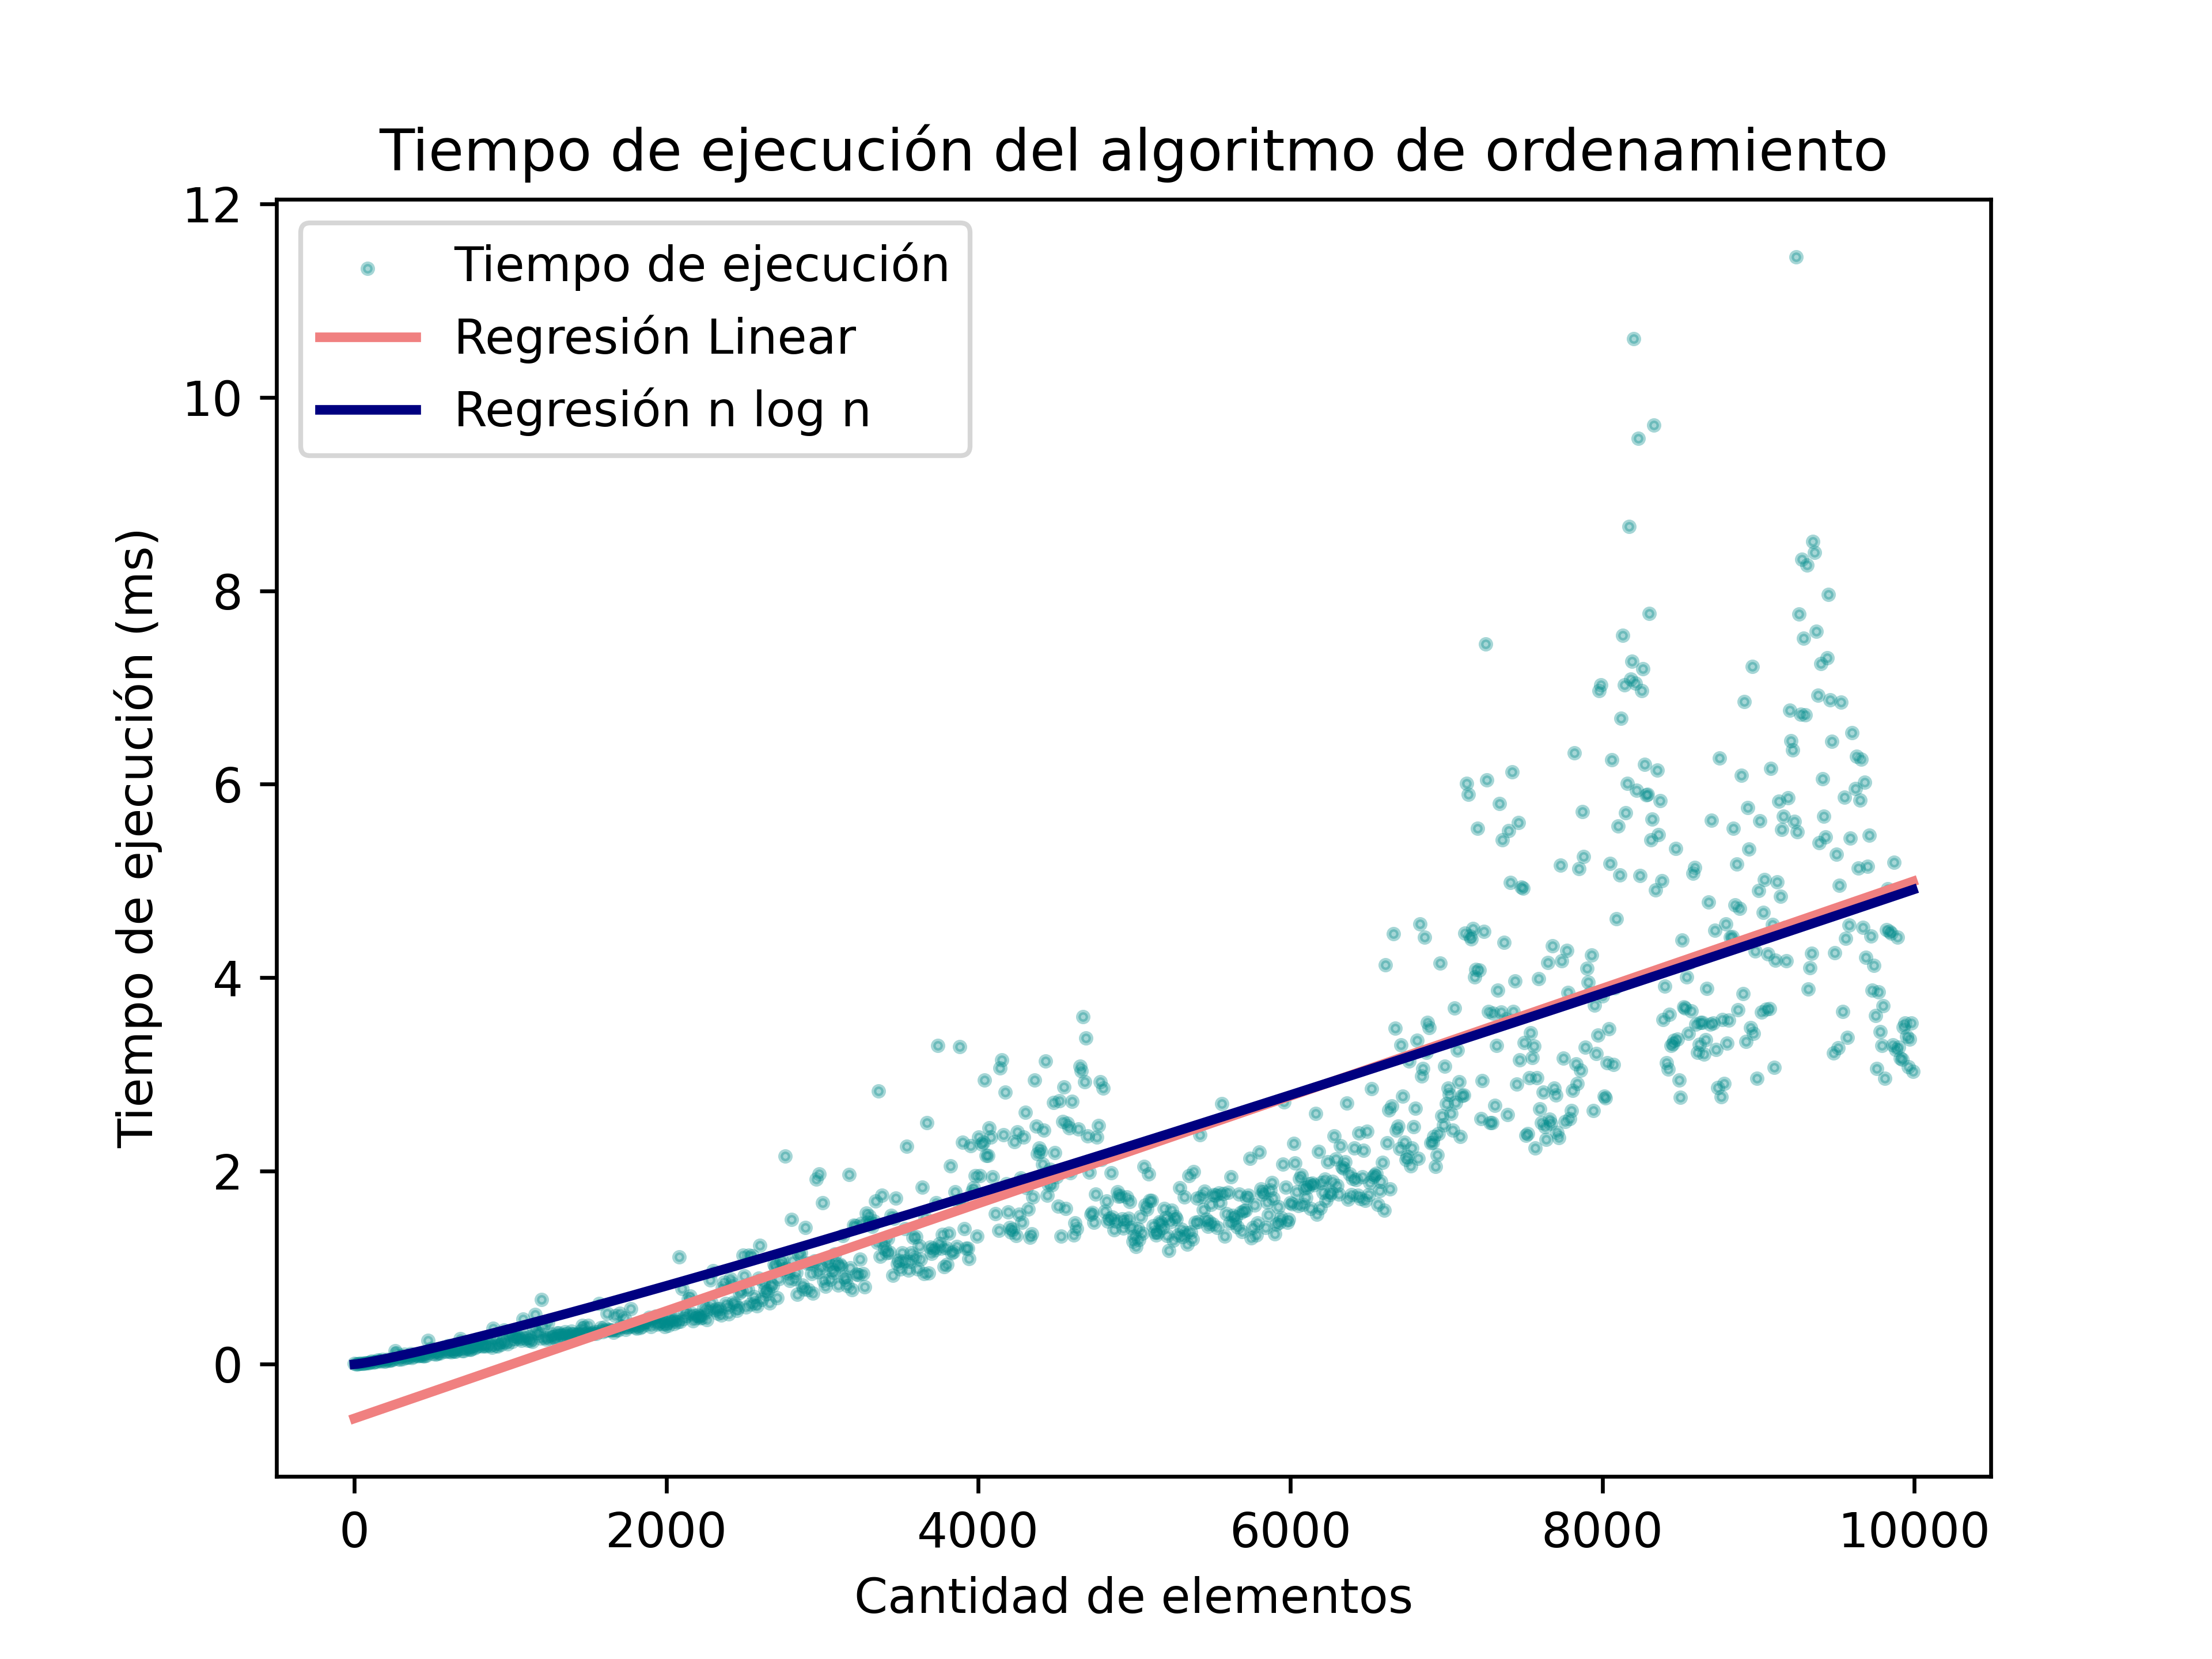 Tiempo de ejecución del algoritmo de ordenamiento
12
10
8
6
4
2
0
Tiempo de ejecución (ms)
Tiempo de ejecución
Regresión Linear
Regresión n log n
0 2000 4000 6000 8000 10000
Cantidad de elementos